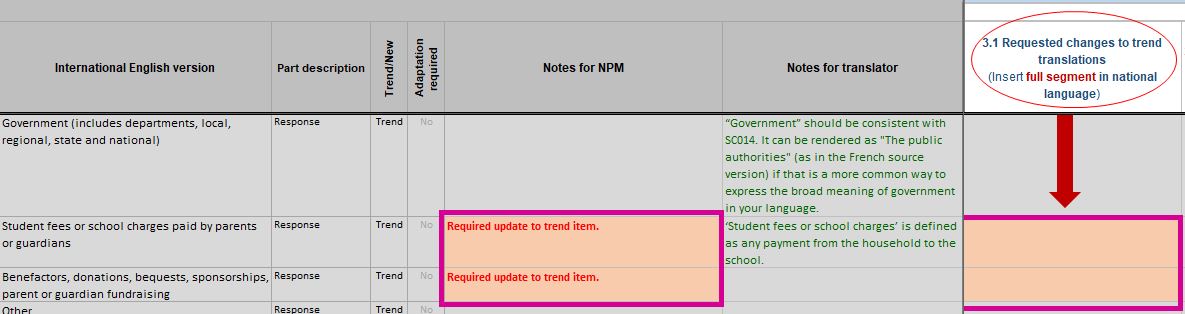 International English version
Part description
Trend/New
Adaptation
required
Notes for NPM
Notes for translator
3.1 Requested changes to trend
translations
(Insert full segment in national
language)
Government (includes departments, local,
regional, state and national)
Response
Trend
No
“Government” should be consistent with
SC014. It can be rendered as "The public
authorities" (as in the French source
version) if that is a more common way to
express the broad meaning of government
in your language.
Student fees or school charges paid by parents
or guardians
Response
Trend
No
Required update to trend item.
‘Student fees or school charges’ is defined
as any payment from the household to the
school.
Benefactors, donations, bequests, sponsorships,
parent or guardian fundraising
Response
Trend
No
Required update to trend item.
Other
Response
Trend
No